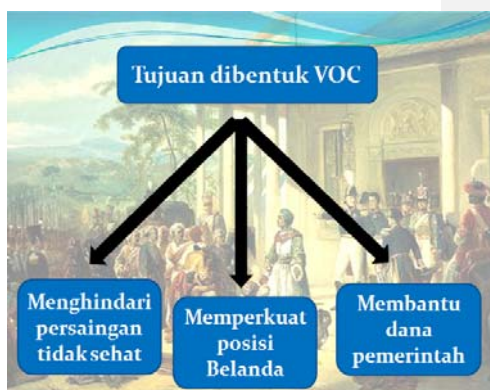 Tujuan dibentuk VOC
Menghindari
persaingan
tidak sehat
Memperkuat
posisi
Belanda
Membantu
dana
pemerintah